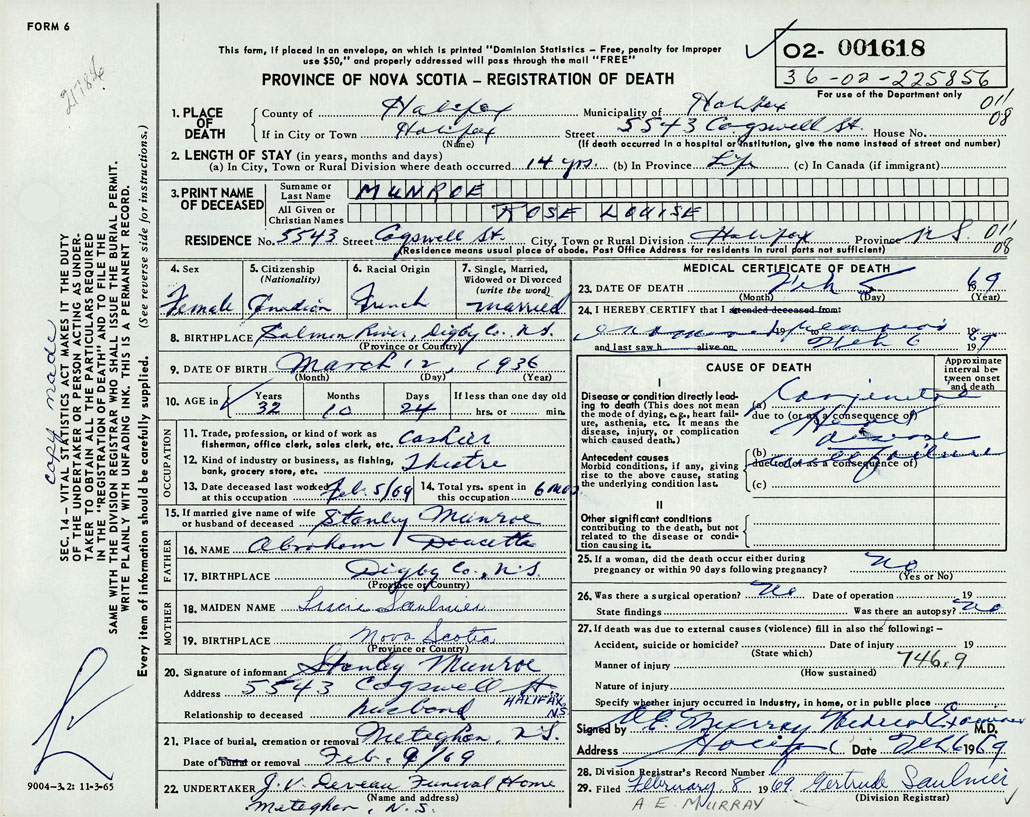 FORM 6
21784
This form, if placed in an envelope, on which is printed "Dominion Statistics – Free, penalty for improper
use $50," and properly addressed will pass through the mail "FREE"
PROVINCE OF NOVA SCOTIA – REGISTRATION OF DEATH
02- 001618
36-02-225856
For use of the Department only
011
08
1. PLACE OF DEATH
County of Halifax Municipality of Halifax
If in City or Town Halifax Street 5543 Cogswell St. House No.
(Name) (If death occurred in a hospital or institution, give the name instead of street and number)
2. LENGTH OF STAY (in years, months and days)
(a) In City, Town or Rural Division where death occurred 14 yrs. (b) In Province Life (c) In Canada (if immigrant)
3. PRINT NAME OF DECEASED
Surname or Last Name MUNROE
All Given or Christian Names ROSE LOUISE
RESIDENCE No. 5543 Street Cogswell St. City, Town or Rural Division Halifax Province N.S.
(Residence means usual place of abode. Post Office Address for residents in rural parts not sufficient)
011
08
4. Sex Female
5. Citizenship (Nationality) Canadian
6. Racial Origin French
7. Single, Married, Widowed or Divorced (write the word) Married
8. BIRTHPLACE Salmon River, Digby Co. N.S.
(Province or Country)
9. DATE OF BIRTH March 12, 1936
(Month) (Day) (Year)
10. AGE in Years 32 Months 10 Days 24 If less than one day old hrs. or min.
OCCUPATION
11. Trade, profession, or kind of work as fisherman, office clerk, sales clerk, etc. Cashier
12. Kind of industry or business, as fishing, bank, grocery store, etc. Theatre
13. Date deceased last worked at this occupation Feb. 5/69 14. Total yrs. spent in this occupation 6 mos.
15. If married give name of wife or husband of deceased Stanley Munroe
FATHER
16. NAME Abraham Doucette
17. BIRTHPLACE Digby Co., N.S.
(Province or Country)
MOTHER
18. MAIDEN NAME Saulnier
19. BIRTHPLACE Nova Scotia
(Province or Country)
20. Signature of informant Stanley Munroe
Address 5543 Cogswell St. HALIFAX N.S
Relationship to deceased husband
21. Place of burial, cremation or removal Meteghan, N.S.
Date of burial or removal Feb. 9/69
22. UNDERTAKER J. V. Deveau Funeral Home
(Name and address)
Meteghan, N.S.
MEDICAL CERTIFICATE OF DEATH
23. DATE OF DEATH Feb 5 1969
(Month) (Day) (Year)
24. I HEREBY CERTIFY that I attended deceased from:
19 to 19
and last saw h alive on Feb 6 1969
CAUSE OF DEATH
Approximate interval between onset and death
I
Disease or condition directly leading to death (This does not mean the mode of dying, e.g., heart failure, asthenia, etc. It means the disease, injury, or complication which caused death.)
(a) Congenital
due to (or as a consequence of)
Heart
disease
Antecedent causes
Morbid conditions, if any, giving rise to the above cause, stating the underlying condition last.
(b)
due to (or as a consequence of)
(c)
II
Other significant conditions
contributing to the death, but not related to the disease or condition causing it.
25. If a woman, did the death occur either during pregnancy or within 90 days following pregnancy? No
(Yes or No)
26. Was there a surgical operation? No Date of operation 19
State findings Was there an autopsy? No
27. If death was due to external causes (violence) fill in also the following: –
Accident, suicide or homicide? Date of injury 19
(State which)
Manner of injury 746.9
(How sustained)
Nature of injury
Specify whether injury occurred in Industry, in home, or in public place
Signed by A.E. Murray Medical Examiner M.D.
Address Halifax Date Feb 6 1969
28. Division Registrar's Record Number
29. Filed February 8 1969 Gertrude Saulnier
(Division Registrar)
A E MURRAY
copy made
SEC. 14 – VITAL STATISTICS ACT MAKES IT THE DUTY
OF THE UNDERTAKER OR PERSON ACTING AS UNDER-
TAKER TO OBTAIN ALL THE PARTICULARS REQUIRED
IN THE "REGISTRATION OF DEATH" AND TO FILE THE
SAME WITH THE DIVISION REGISTRAR WHO SHALL ISSUE THE BURIAL PERMIT.
WRITE PLAINLY WITH UNFADING INK. THIS IS A PERMANENT RECORD.
Every item of information should be carefully supplied. (See reverse side for instructions.)
9004–3.2: 11-3-65